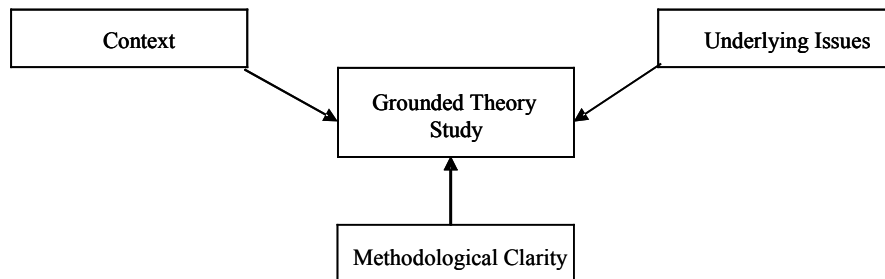 Context
Underlying Issues
Grounded Theory
Study
Methodological Clarity